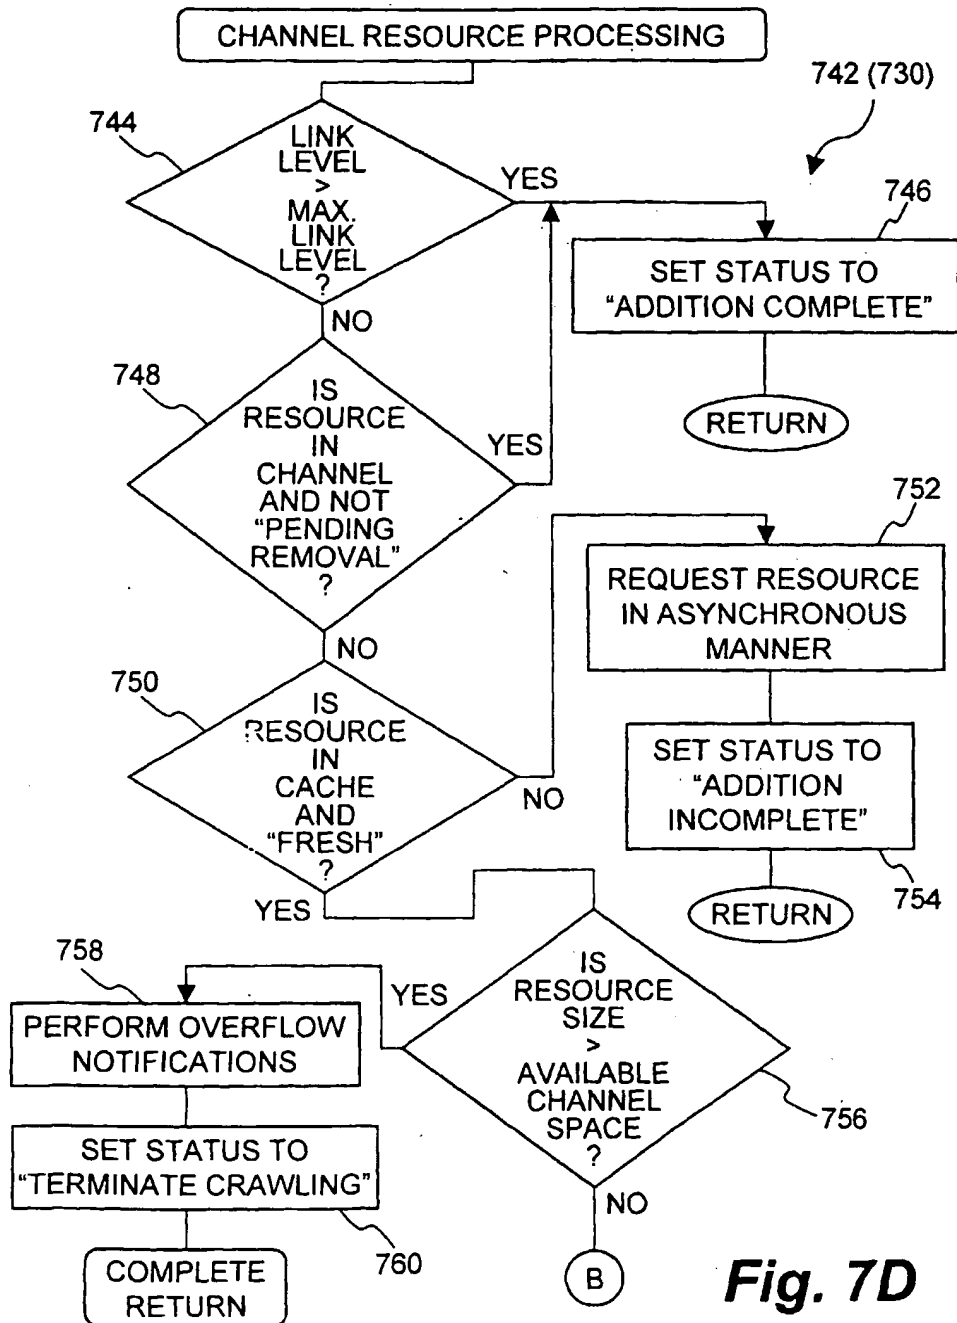 CHANNEL RESOURCE PROCESSING
742 (730)
744
LINK
LEVEL
>
MAX.
LINK
LEVEL
?
YES
NO
746
SET STATUS TO
“ADDITION COMPLETE”
RETURN
748
IS
RESOURCE
IN
CHANNEL
AND NOT
“PENDING
REMOVAL”
?
YES
NO
752
REQUEST RESOURCE
IN ASYNCHRONOUS
MANNER
750
IS
RESOURCE
IN
CACHE
AND
“FRESH”
?
NO
YES
SET STATUS TO
“ADDITION
INCOMPLETE”
754
RETURN
758
PERFORM OVERFLOW
NOTIFICATIONS
YES
IS
RESOURCE
SIZE
>
AVAILABLE
CHANNEL
SPACE
?
756
NO
SET STATUS TO
“TERMINATE CRAWLING”
760
COMPLETE
RETURN
B
Fig. 7D